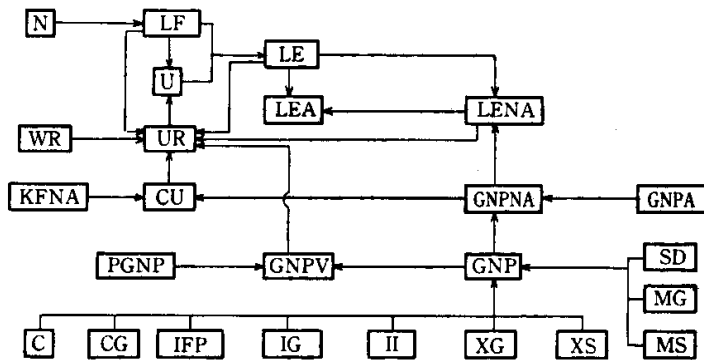 N LF
LE
U
LEA LENA
WR UR
KFNA CU GNPNA GNPA
PGNP GNPV GNP SD
MG
C CG IFP IG II XG XS MS